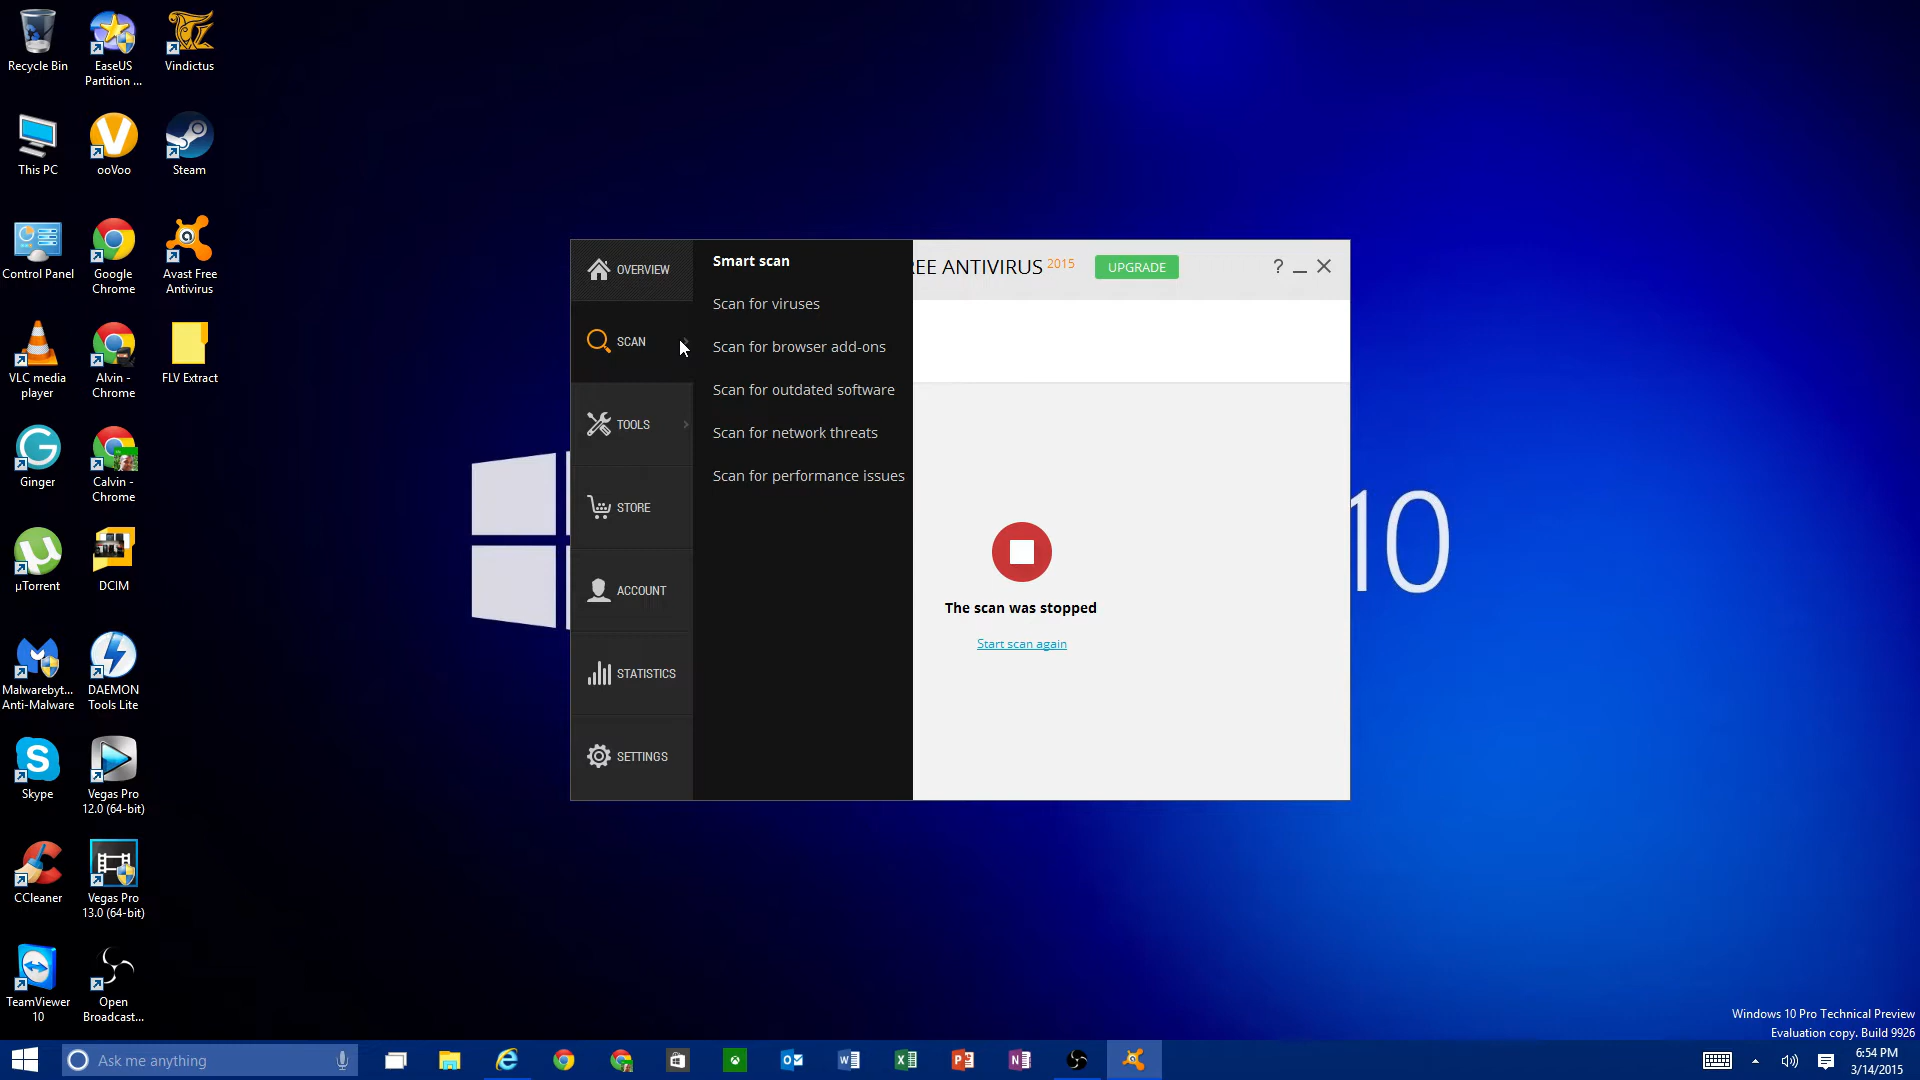 Recycle Bin
EaseUS
Partition ...
Vindictus
This PC
ooVoo
Steam
Control Panel
Google
Chrome
Avast Free
Antivirus
VLC media
player
Alvin -
Chrome
FLV Extract
Ginger
Calvin -
Chrome
µTorrent
DCIM
Malwareby...
Anti-Malware
DAEMON
Tools Lite
Skype
Vegas Pro
12.0 (64-bit)
CCleaner
Vegas Pro
13.0 (64-bit)
TeamViewer
10
Open
Broadcast...
OVERVIEW
SCAN
TOOLS
STORE
ACCOUNT
STATISTICS
SETTINGS
Smart scan
Scan for viruses
Scan for browser add-ons
Scan for outdated software
Scan for network threats
Scan for performance issues
REE ANTIVIRUS 2015
UPGRADE
?
The scan was stopped
Start scan again
10
Windows 10 Pro Technical Preview
Evaluation copy. Build 9926
Ask me anything
6:54 PM
3/14/2015